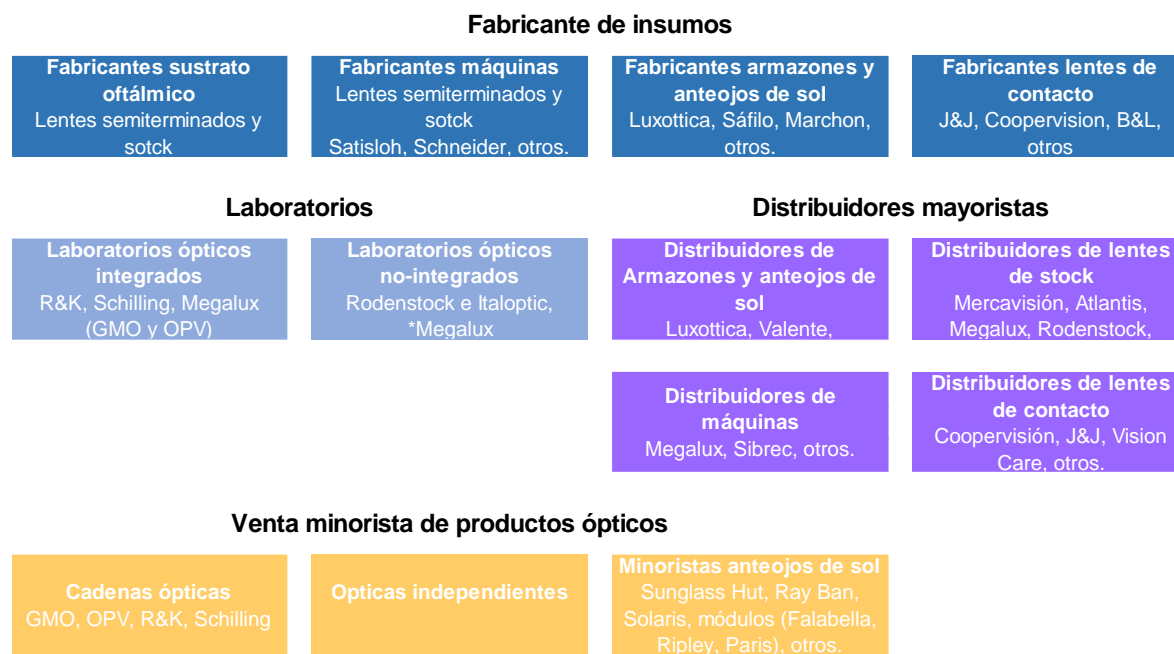 Fabricante de insumos
Fabricantes sustrato
oftálmico
Lentes semiterminados y
sotck
Fabricantes máquinas
Lentes semiterminados y
sotck
Satisloh, Schneider, otros.
Fabricantes armazones y
anteojos de sol
Luxottica, Sáfilo, Marchon,
otros.
Fabricantes lentes de
contacto
J&J, Coopervision, B&L,
otros
Laboratorios
Laboratorios ópticos
integrados
R&K, Schilling, Megalux
(GMO y OPV)
Laboratorios ópticos
no-integrados
Rodenstock e Italoptic,
*Megalux
Distribuidores mayoristas
Distribuidores de
Armazones y anteojos de
sol
Luxottica, Valente,
Distribuidores de lentes
de stock
Mercavisión, Atlantis,
Megalux, Rodenstock,
Distribuidores de
máquinas
Megalux, Sibrec, otros.
Distribuidores de lentes
de contacto
Coopervisión, J&J, Vision
Care, otros.
Venta minorista de productos ópticos
Cadenas ópticas
GMO, OPV, R&K, Schilling
Opticas independientes
Minoristas anteojos de sol
Sunglass Hut, Ray Ban,
Solaris, módulos (Falabella,
Ripley, Paris), otros.